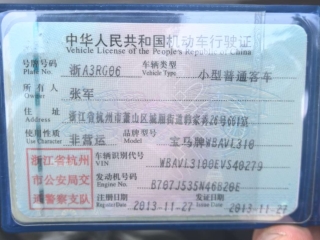 中华人民共和国机动车行驶证
Vehicle License of the People's Republic of China
号牌号码 浙A3RG06 车辆类型 小型普通客车
Plate No. Vehicle Type
所有人 张军
Owner
住址 浙江省杭州市萧山区
Address
使用性质 非营运 品牌型号 宝马牌WBAVL310
Use Character Model
车辆识别代号
VIN
发动机号码
Engine No.
注册日期 2013-11-27 发证日期 2013-11-27
Register Date Issue Date
浙江省杭州
市公安局交
通警察支队